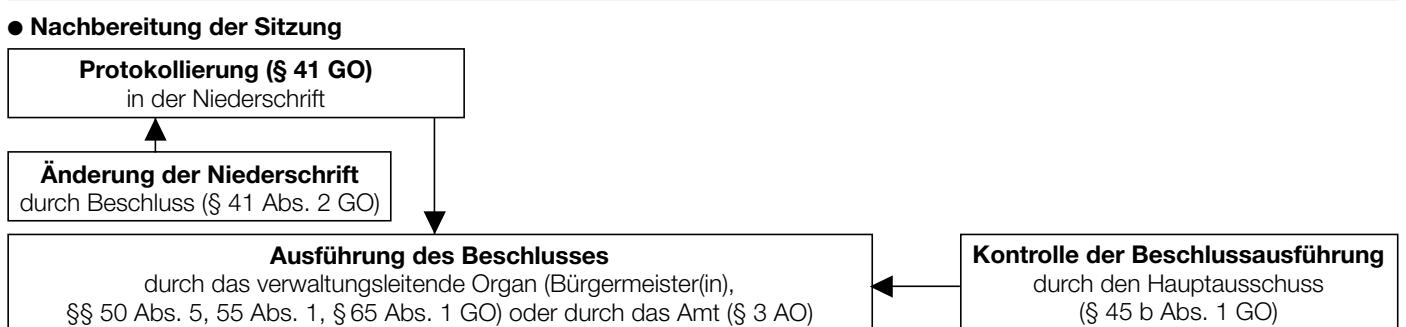 ● Nachbereitung der Sitzung
Protokollierung (§ 41 GO)
in der Niederschrift
Änderung der Niederschrift
durch Beschluss (§ 41 Abs. 2 GO)
Ausführung des Beschlusses
durch das verwaltungsleitende Organ (Bürgermeister(in),
§§ 50 Abs. 5, 55 Abs. 1, § 65 Abs. 1 GO) oder durch das Amt (§ 3 AO)
Kontrolle der Beschlussausführung
durch den Hauptausschuss
(§ 45 b Abs. 1 GO)